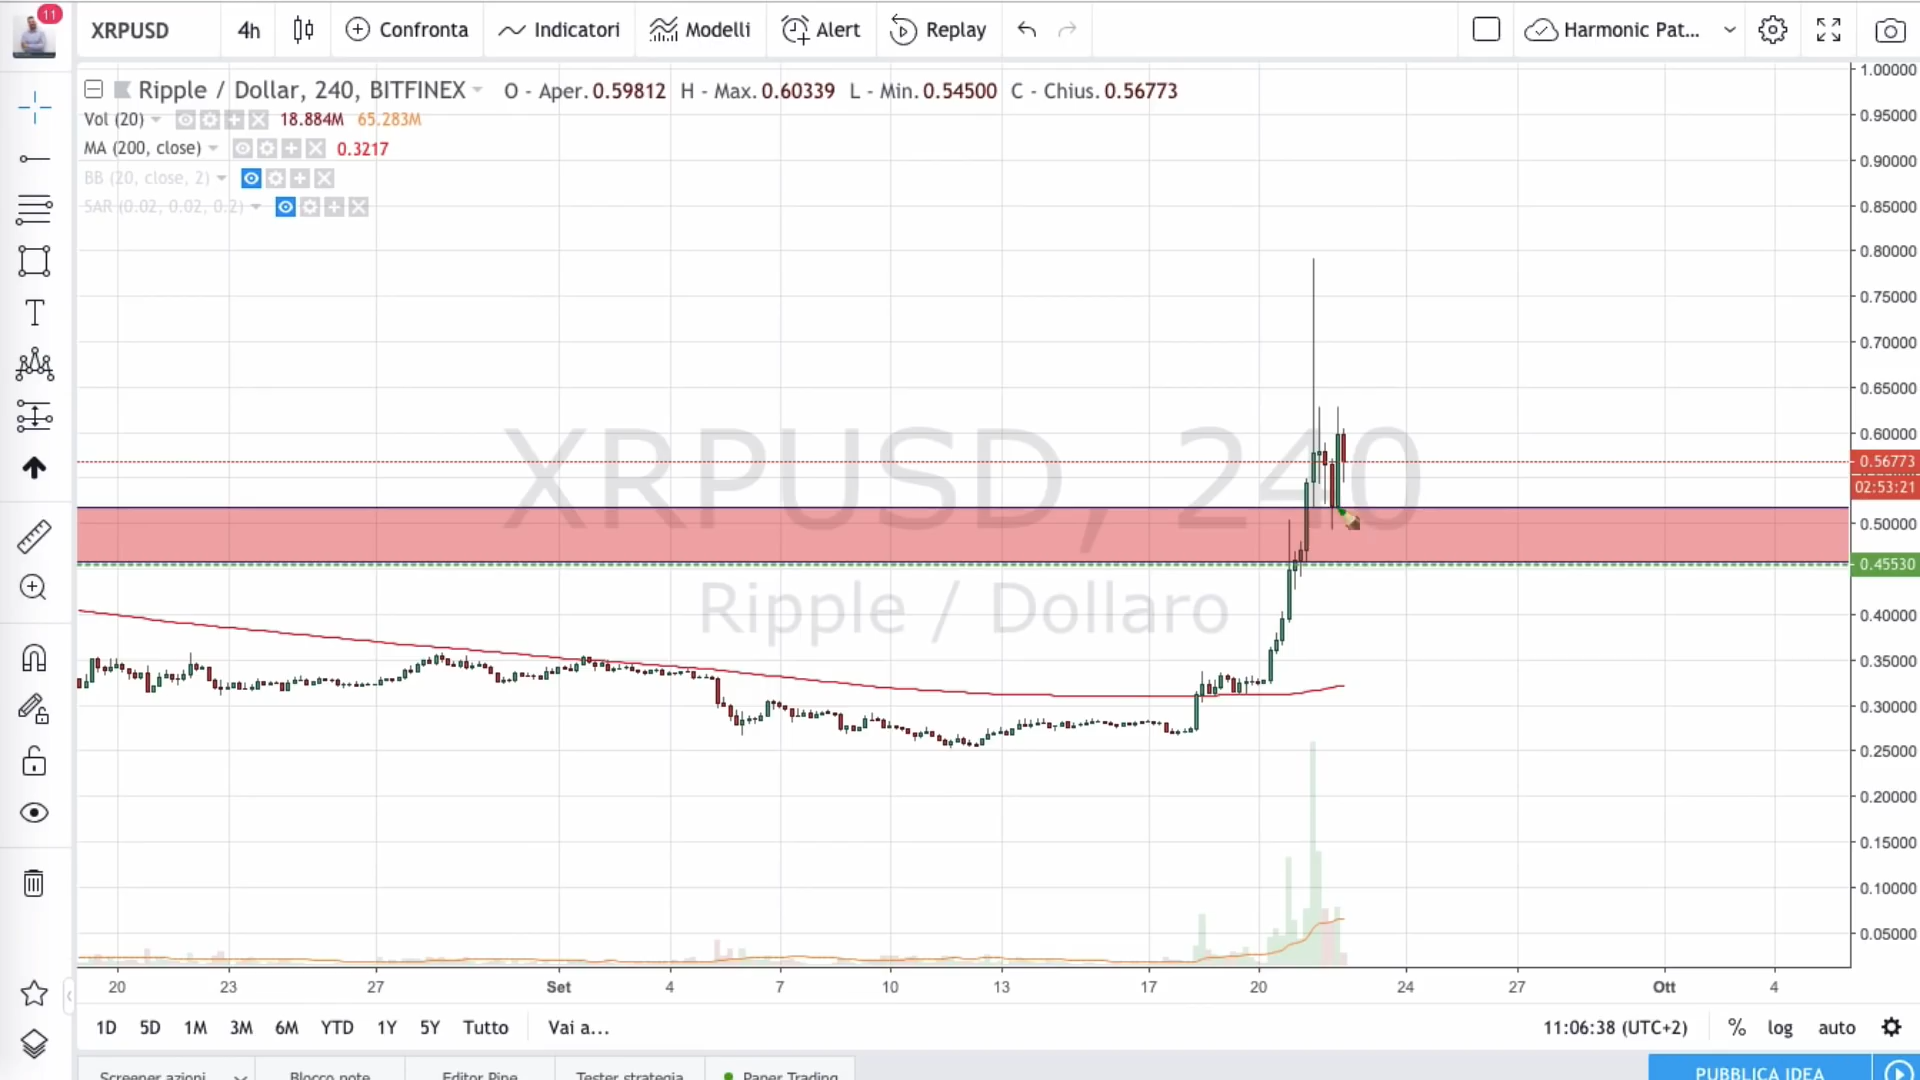 11
XRPUSD 4h Confronta Indicatori Modelli Alert Replay Harmonic Pat...
Ripple / Dollar, 240, BITFINEX O - Aper. 0.59812 H - Max. 0.60339 L - Min. 0.54500 C - Chius. 0.56773
Vol (20) 18.884M 65.283M
MA (200, close) 0.3217
BB (20, close, 2)
SAR (0.02, 0.02, 0.2)
XRPUSD, 240
Ripple / Dollaro
1.00000
0.95000
0.90000
0.85000
0.80000
0.75000
0.70000
0.65000
0.60000
0.56773
02:53:21
0.50000
0.45530
0.40000
0.35000
0.30000
0.25000
0.20000
0.15000
0.10000
0.05000
20 23 27 Set 4 7 10 13 17 20 24 27 Ott 4
1D 5D 1M 3M 6M YTD 1Y 5Y Tutto Vai a... 11:06:38 (UTC+2) % log auto
Screener azioni Blocco note Editor Pine Tester strategia Paper Trading PUBBLICA IDEA